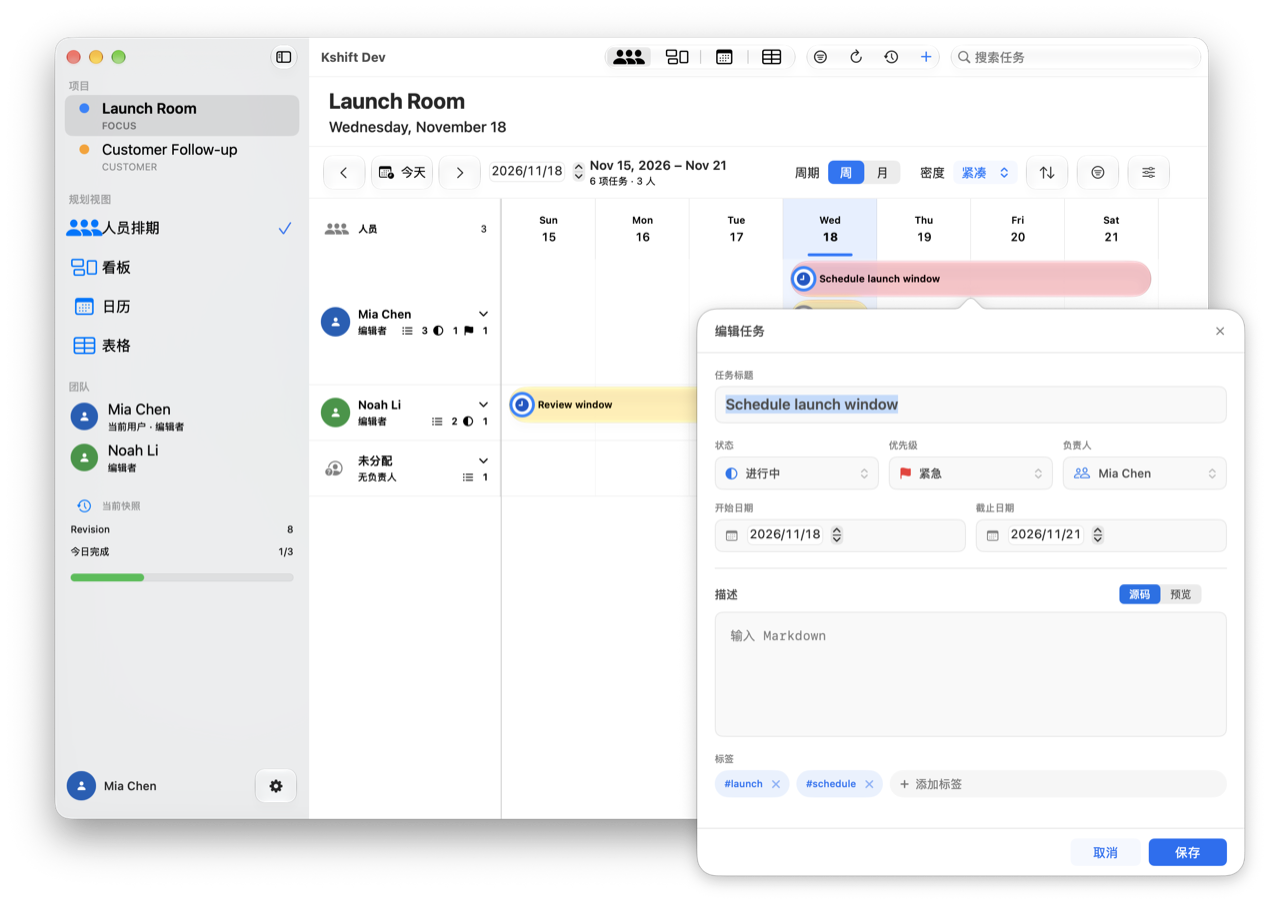 Kshift Dev
搜索任务
项目
Launch Room
FOCUS
Customer Follow-up
CUSTOMER
规划视图
人员排期
看板
日历
表格
团队
Mia Chen
当前用户 · 编辑者
Noah Li
编辑者
当前快照
Revision 8
今日完成 1/3
Mia Chen
Launch Room
Wednesday, November 18
今天
2026/11/18
Nov 15, 2026 – Nov 21
6 项任务 · 3 人
周期 周 月
密度 紧凑
人员 3
Sun 15
Mon 16
Tue 17
Wed 18
Thu 19
Fri 20
Sat 21
Schedule launch window
Mia Chen
编辑者 3 1 1
Noah Li
编辑者 2 1
Review window
未分配
无负责人 1
编辑任务
任务标题
Schedule launch window
状态 优先级 负责人
进行中 紧急 Mia Chen
开始日期 截止日期
2026/11/18 2026/11/21
描述 源码 预览
输入 Markdown
标签
#launch #schedule + 添加标签
取消 保存